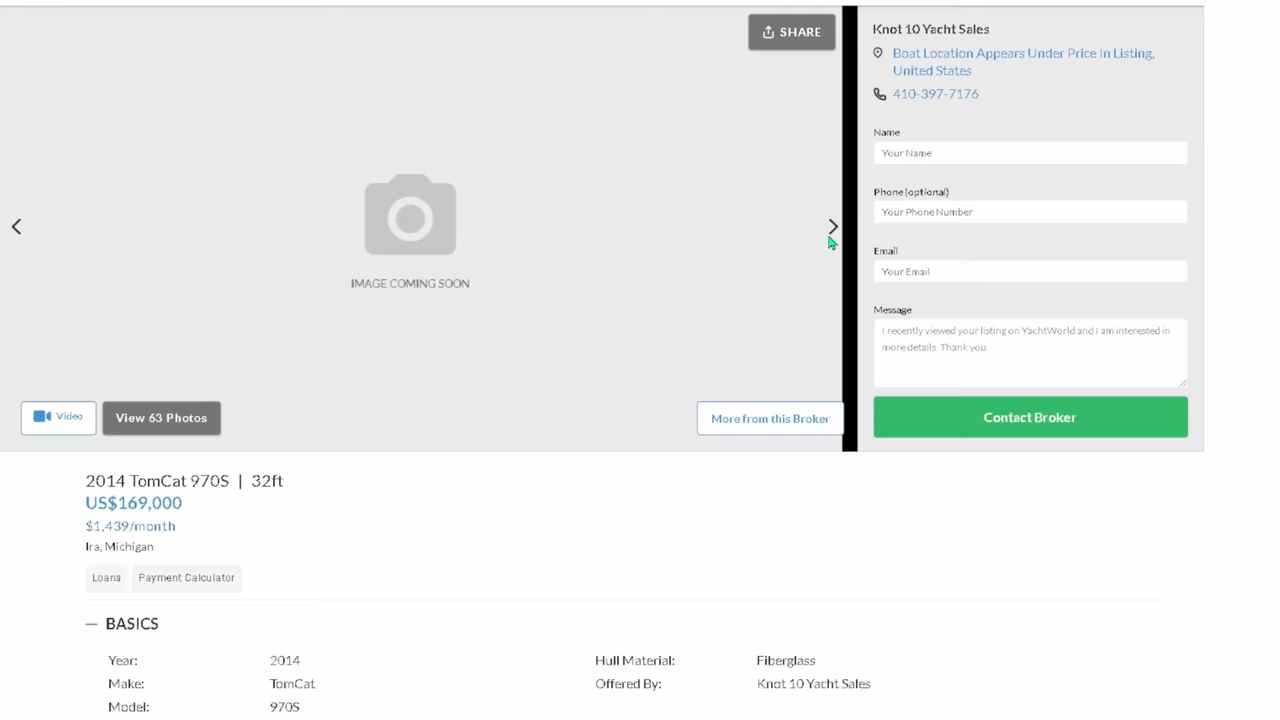 SHARE
IMAGE COMING SOON
Video
View 63 Photos
More from this Broker
Knot 10 Yacht Sales
Boat Location Appears Under Price In Listing,
United States
410-397-7176
Name
Your Name
Phone (optional)
Your Phone Number
Email
Your Email
Message
I recently viewed your listing on YachtWorld and I am interested in
more details. Thank you.
Contact Broker
2014 TomCat 970S | 32ft
US$169,000
$1,439/month
Ira, Michigan
Loans
Payment Calculator
BASICS
Year: 2014 Hull Material: Fiberglass
Make: TomCat Offered By: Knot 10 Yacht Sales
Model: 970S